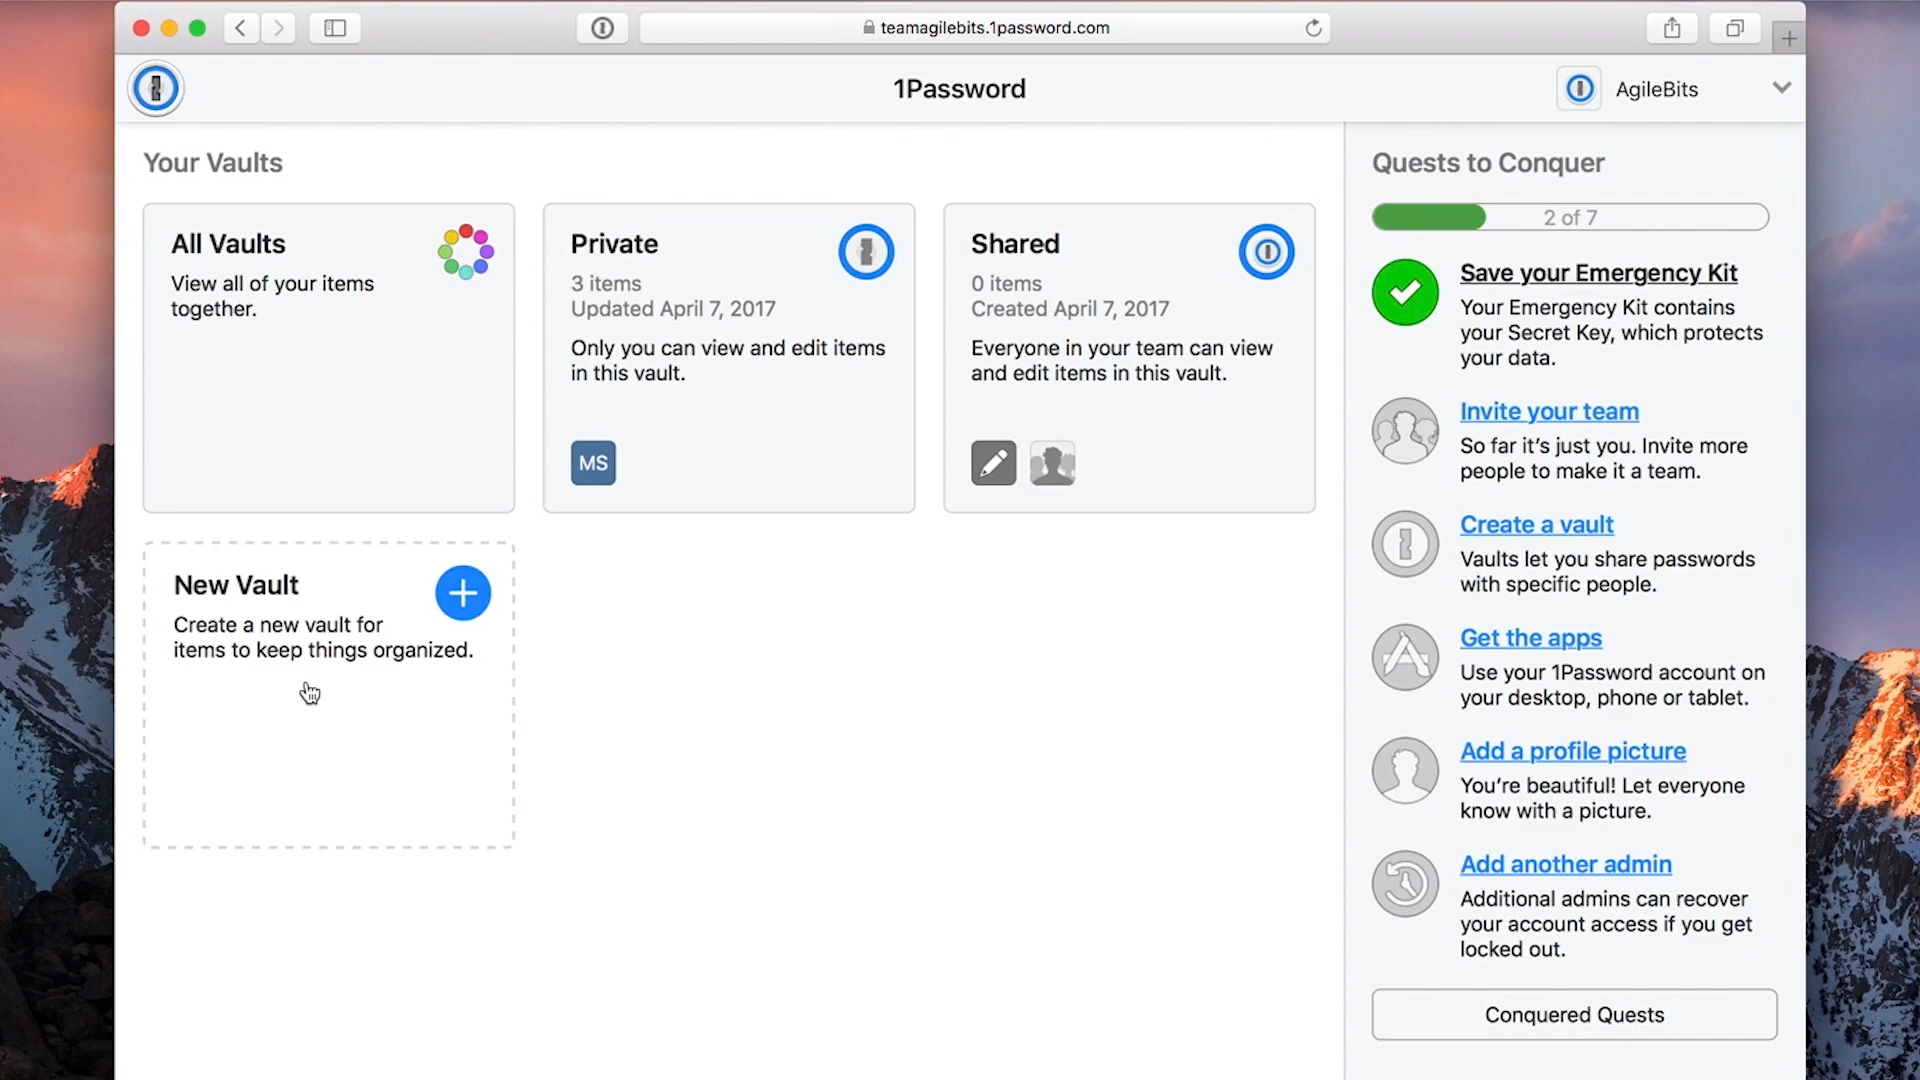 teamagilebits.1password.com
1Password
AgileBits
Your Vaults
All Vaults
View all of your items
together.
Private
3 items
Updated April 7, 2017
Only you can view and edit items
in this vault.
MS
Shared
0 items
Created April 7, 2017
Everyone in your team can view
and edit items in this vault.
New Vault
Create a new vault for
items to keep things organized.
Quests to Conquer
2 of 7
Save your Emergency Kit
Your Emergency Kit contains
your Secret Key, which protects
your data.
Invite your team
So far it’s just you. Invite more
people to make it a team.
Create a vault
Vaults let you share passwords
with specific people.
Get the apps
Use your 1Password account on
your desktop, phone or tablet.
Add a profile picture
You’re beautiful! Let everyone
know with a picture.
Add another admin
Additional admins can recover
your account access if you get
locked out.
Conquered Quests